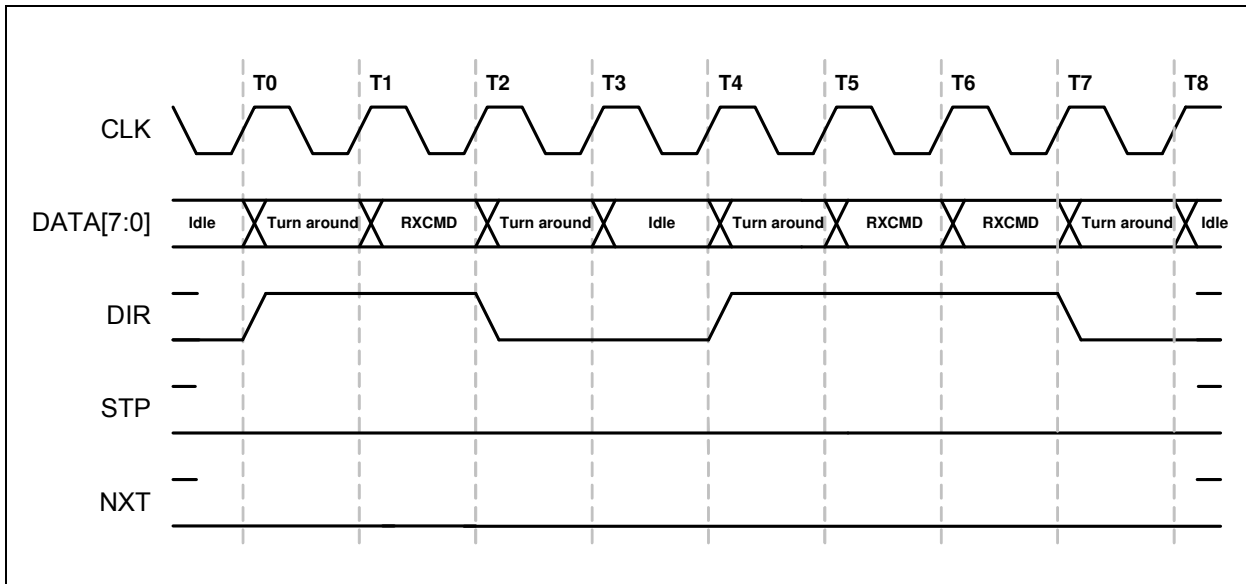 T0 T1 T2 T3 T4 T5 T6 T7 T8
CLK
DATA[7:0] Idle Turn around RXCMD Turn around Idle Turn around RXCMD RXCMD Turn around Idle
DIR
STP
NXT